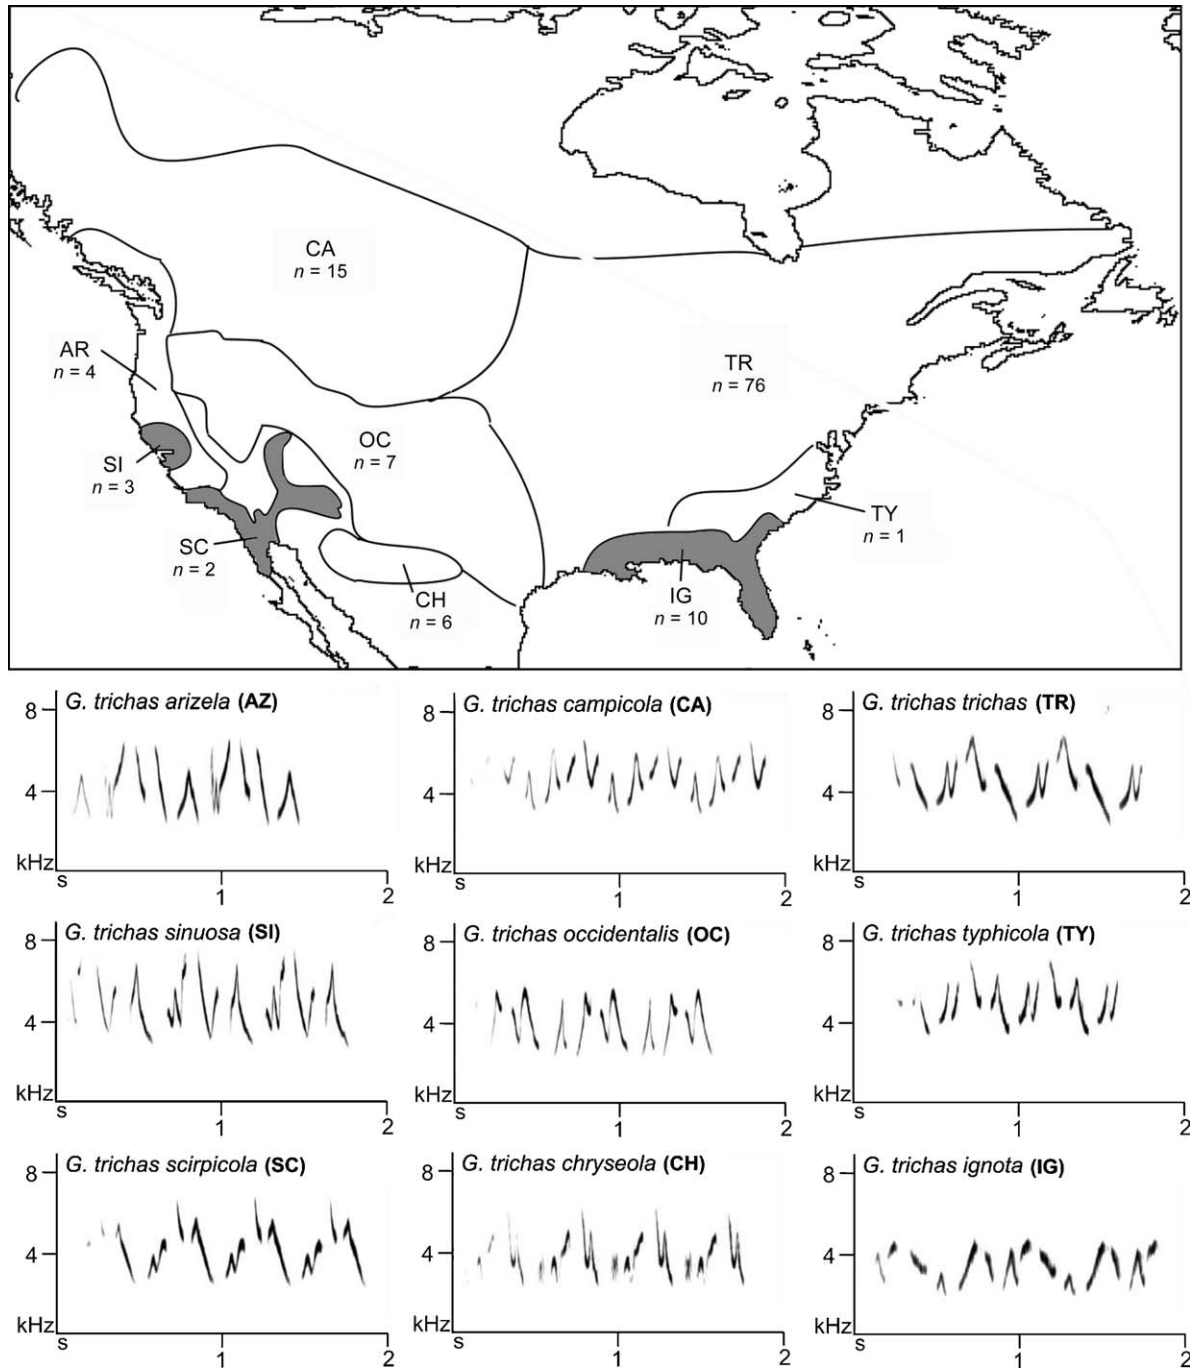 CA
n = 15
AR
n = 4
TR
n = 76
OC
n = 7
SI
n = 3
TY
n = 1
SC
n = 2
CH
n = 6
IG
n = 10
G. trichas arizela (AZ)
8
4
kHz
s
1
2
G. trichas campicola (CA)
8
4
kHz
s
1
2
G. trichas trichas (TR)
8
4
kHz
s
1
2
G. trichas sinuosa (SI)
8
4
kHz
s
1
2
G. trichas occidentalis (OC)
8
4
kHz
s
1
2
G. trichas typhicola (TY)
8
4
kHz
s
1
2
G. trichas scirpicola (SC)
8
4
kHz
s
1
2
G. trichas chryseola (CH)
8
4
kHz
s
1
2
G. trichas ignota (IG)
8
4
kHz
s
1
2